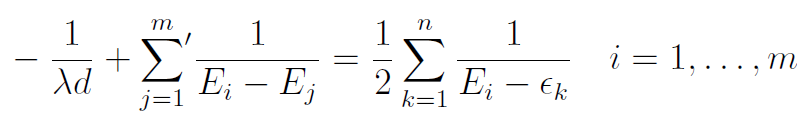 $$- \frac{1}{\lambda d} + \sum_{j=1}^{m}{}^{'} \frac{1}{E_i - E_j} = \frac{1}{2} \sum_{k=1}^{n} \frac{1}{E_i - \epsilon_k} \quad i = 1, \ldots, m$$